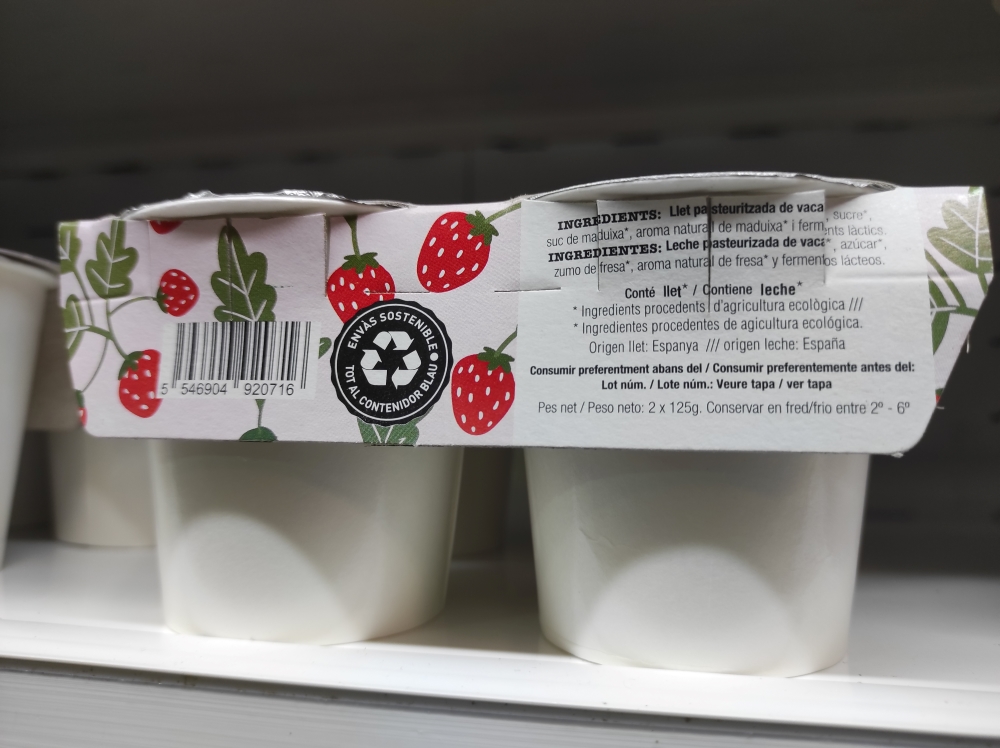 5 546904 920716
ENVÀS SOSTENIBLE
TOT AL CONTENIDOR BLAU
INGREDIENTS: Llet pasteuritzada de vaca, sucre*,
suc de maduixa*, aroma natural de maduixa* i ferments làctics.
INGREDIENTES: Leche pasteurizada de vaca*, azúcar*,
zumo de fresa*, aroma natural de fresa* y fermentos lácteos.
Conté llet* / Contiene leche*
* Ingredients procedents d'agricultura ecològica ///
* Ingredientes procedentes de agicultura ecológica.
Origen llet: Espanya /// origen leche: España
Consumir preferentment abans del / Consumir preferentemente antes del:
Lot núm. / Lote núm.: Veure tapa / ver tapa
Pes net / Peso neto: 2 x 125g. Conservar en fred/frio entre 2º - 6º